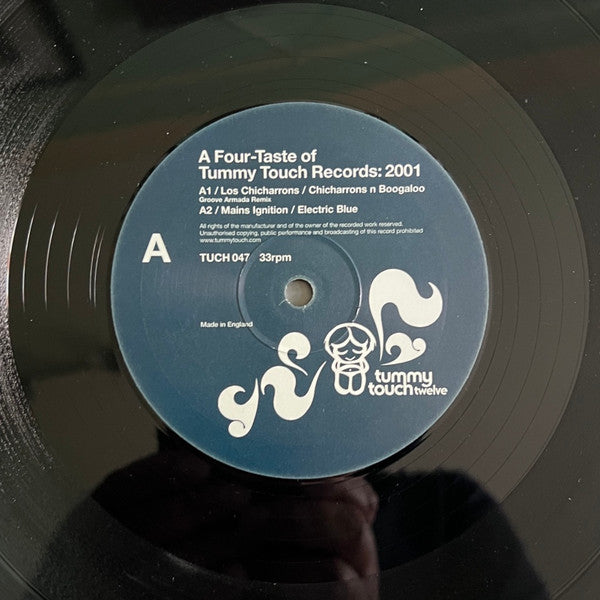 A Four-Taste of
Tummy Touch Records: 2001
A1 / Los Chicharrons / Chicharrons n Boogaloo
Groove Armada Remix
A2 / Mains Ignition / Electric Blue
All rights of the manufacturer and of the owner of the recorded work reserved.
Unauthorised copying, public performance and broadcasting of this record prohibited
www.tummytouch.com
A
TUCH 047 33rpm
Made in England
tummy
touch twelve